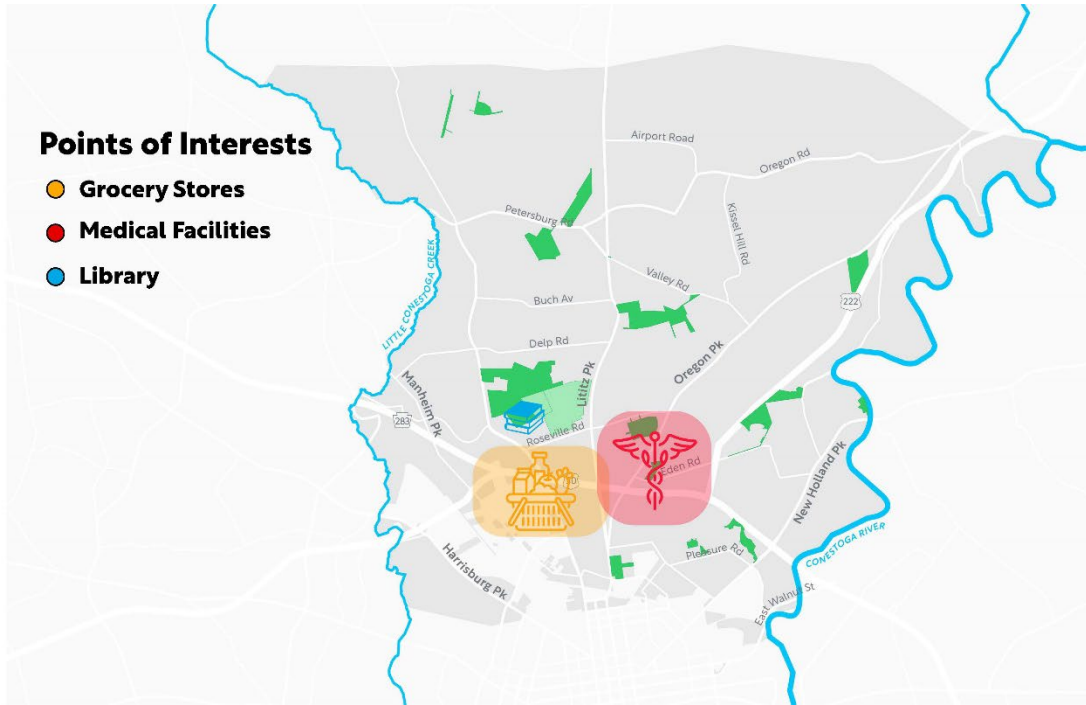 Points of Interests
Grocery Stores
Medical Facilities
Library
Airport Road
Oregon Rd
Petersburg Rd
Kissel Hill Rd
LITTLE CONESTOGA CREEK
Valley Rd
Buch Av
222
Delp Rd
Oregon Pk
Manheim Pk
Lititz Pk
283
Roseville Rd
Eden Rd
New Holland Pk
Harrisburg Pk
Pleasure Rd
CONESTOGA RIVER
East Walnut St